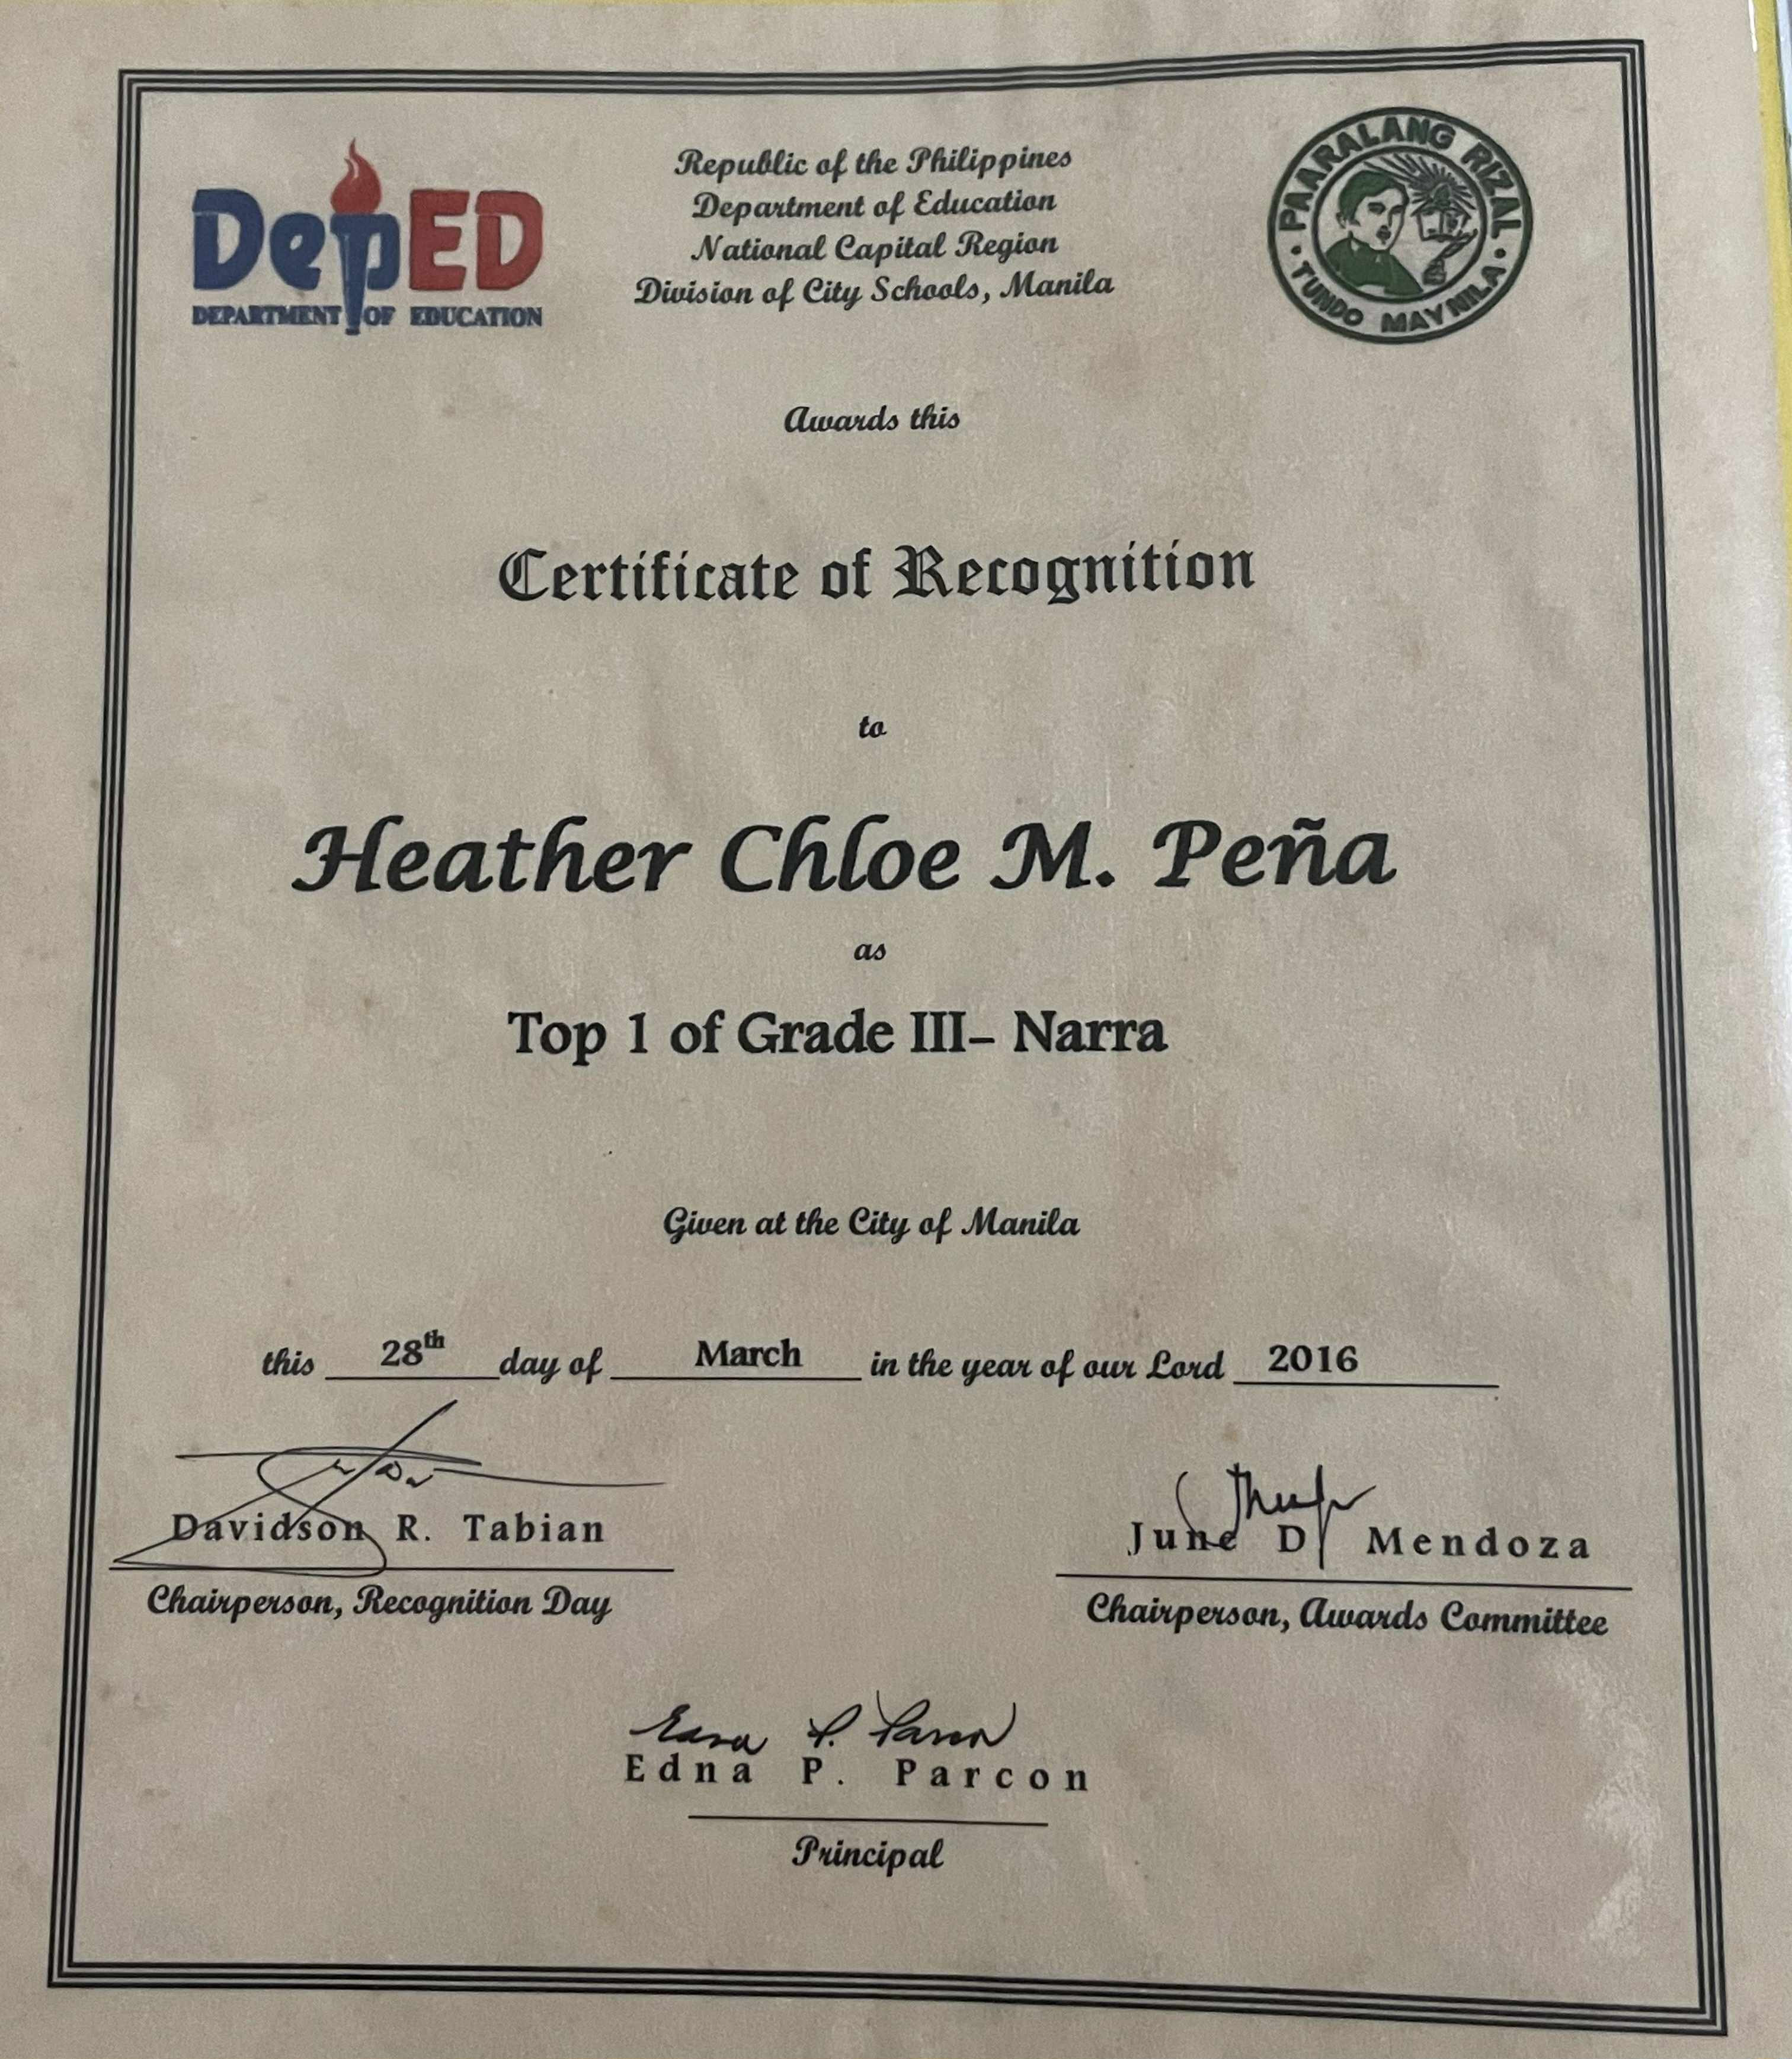 DepED
DEPARTMENT OF EDUCATION
Republic of the Philippines
Department of Education
National Capital Region
Division of City Schools, Manila
PAARALANG RIZAL
TUNDO MAYNILA
Awards this
Certificate of Recognition
to
Heather Chloe M. Peña
as
Top 1 of Grade III– Narra
Given at the City of Manila
this 28th day of March in the year of our Lord 2016
Davidson R. Tabian
Chairperson, Recognition Day
June D Mendoza
Chairperson, Awards Committee
Edna P. Parcon
Edna P. Parcon
Principal